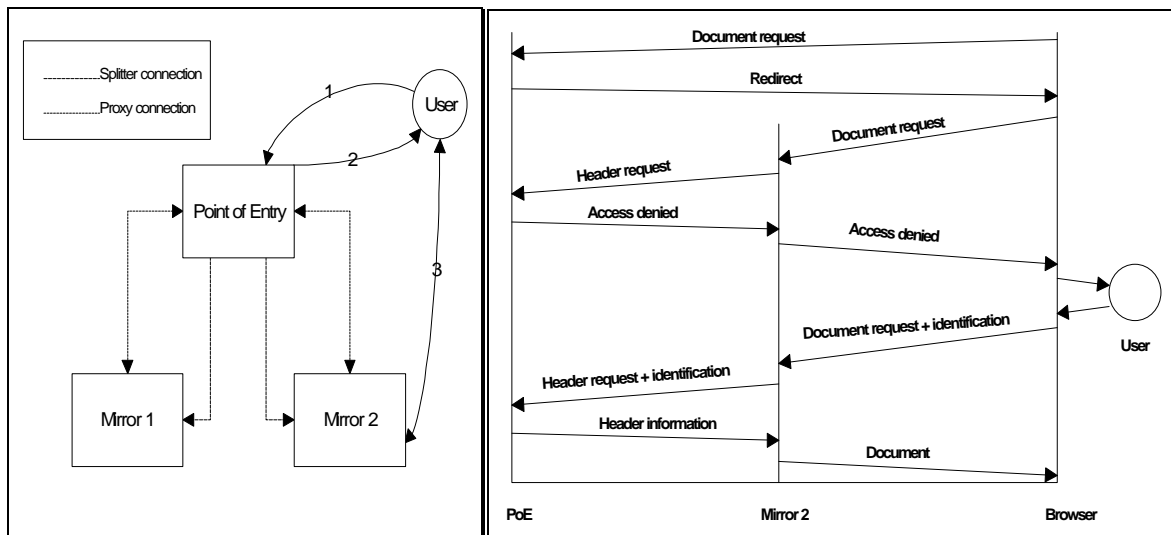 Splitter connection
Proxy connection
1
User
2
Point of Entry
3
Mirror 1
Mirror 2
Document request
Redirect
Document request
Header request
Access denied
Access denied
Document request + identification
User
Header request + identification
Header information
Document
PoE
Mirror 2
Browser